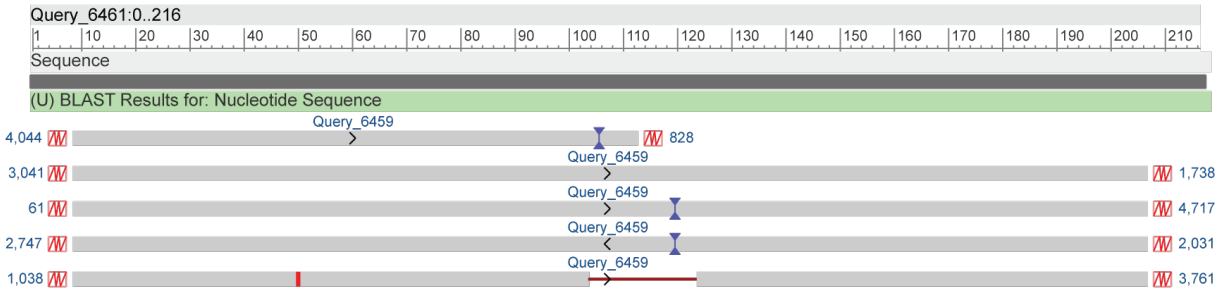 Query_6461:0..216
1 10 20 30 40 50 60 70 80 90 100 110 120 130 140 150 160 170 180 190 200 210
Sequence
(U) BLAST Results for: Nucleotide Sequence
Query_6459
4,044 828
Query_6459
3,041 1,738
Query_6459
61 4,717
Query_6459
2,747 2,031
Query_6459
1,038 3,761